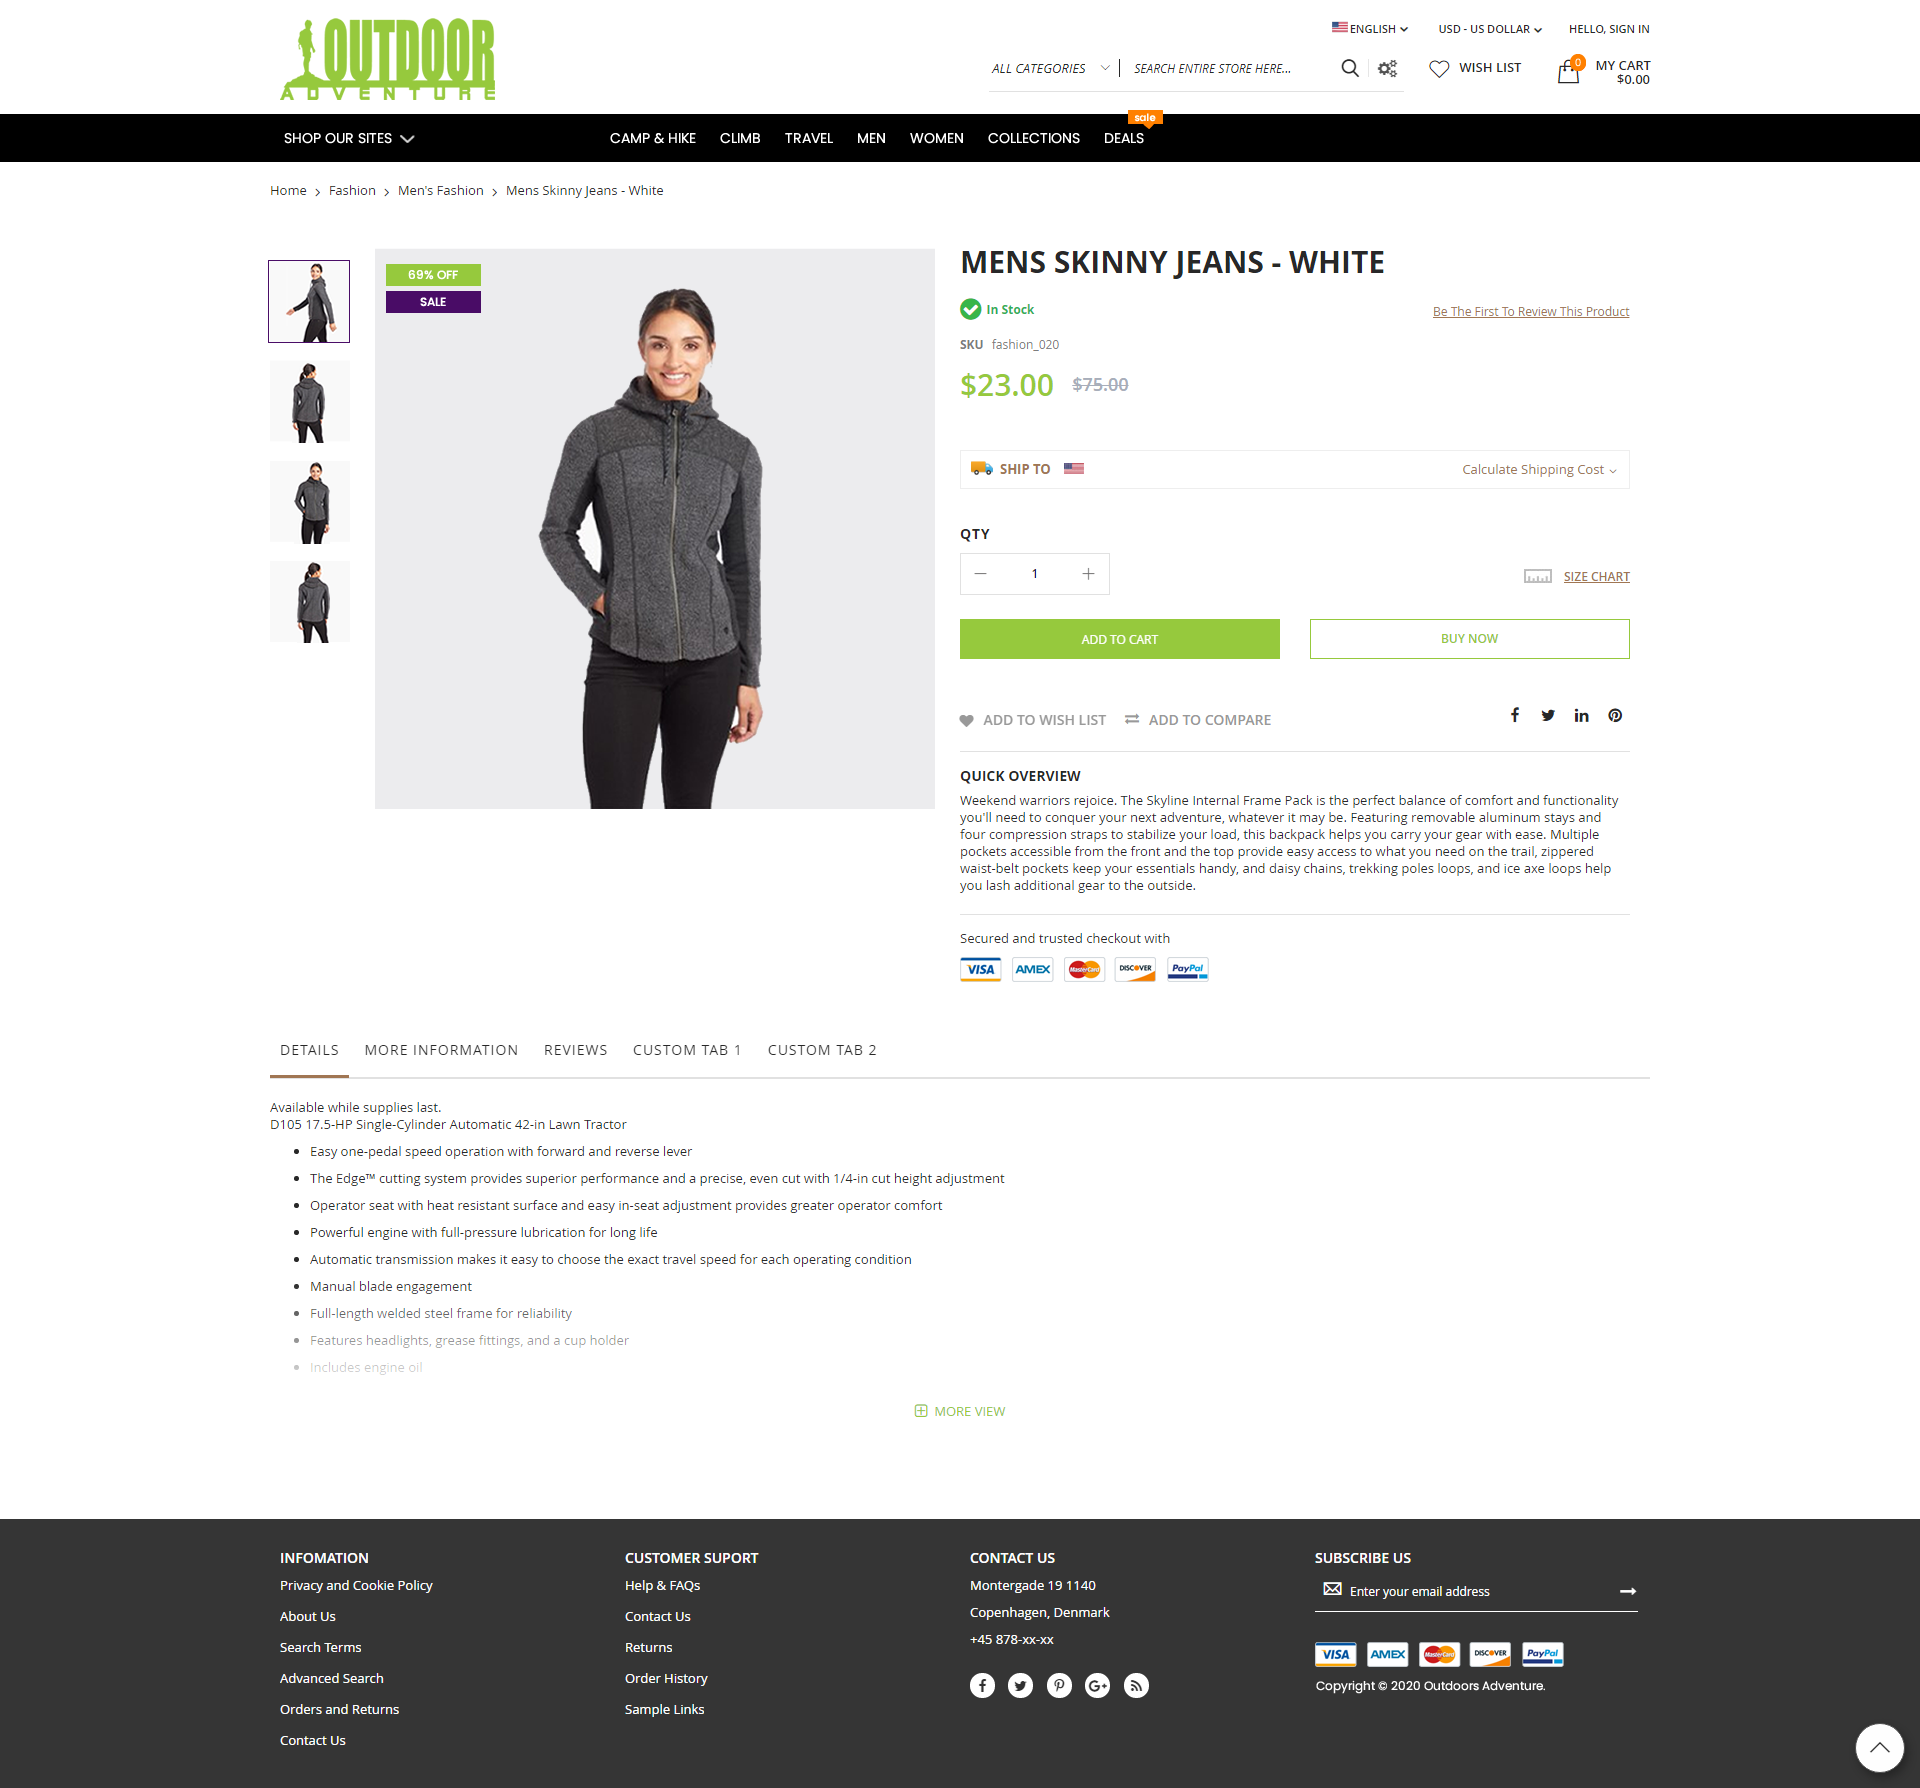 OUTDOOR
ADVENTURE
ENGLISH
USD - US DOLLAR
HELLO, SIGN IN
ALL CATEGORIES
SEARCH ENTIRE STORE HERE...
WISH LIST
0
MY CART
$0.00
SHOP OUR SITES
CAMP & HIKE
CLIMB
TRAVEL
MEN
WOMEN
COLLECTIONS
DEALS
sale
Home > Fashion > Men's Fashion > Mens Skinny Jeans - White
69% OFF
SALE
MENS SKINNY JEANS - WHITE
In Stock
Be The First To Review This Product
SKU fashion_020
$23.00 $75.00
SHIP TO
Calculate Shipping Cost
QTY
1
SIZE CHART
ADD TO CART
BUY NOW
ADD TO WISH LIST
ADD TO COMPARE
QUICK OVERVIEW
Weekend warriors rejoice. The Skyline Internal Frame Pack is the perfect balance of comfort and functionality
you'll need to conquer your next adventure, whatever it may be. Featuring removable aluminum stays and
four compression straps to stabilize your load, this backpack helps you carry your gear with ease. Multiple
pockets accessible from the front and the top provide easy access to what you need on the trail, zippered
waist-belt pockets keep your essentials handy, and daisy chains, trekking poles loops, and ice axe loops help
you lash additional gear to the outside.
Secured and trusted checkout with
VISA AMEX MasterCard DISCOVER PayPal
DETAILS
MORE INFORMATION
REVIEWS
CUSTOM TAB 1
CUSTOM TAB 2
Available while supplies last.
D105 17.5-HP Single-Cylinder Automatic 42-in Lawn Tractor
Easy one-pedal speed operation with forward and reverse lever
The Edge™ cutting system provides superior performance and a precise, even cut with 1/4-in cut height adjustment
Operator seat with heat resistant surface and easy in-seat adjustment provides greater operator comfort
Powerful engine with full-pressure lubrication for long life
Automatic transmission makes it easy to choose the exact travel speed for each operating condition
Manual blade engagement
Full-length welded steel frame for reliability
Features headlights, grease fittings, and a cup holder
Includes engine oil
MORE VIEW
INFOMATION
Privacy and Cookie Policy
About Us
Search Terms
Advanced Search
Orders and Returns
Contact Us
CUSTOMER SUPORT
Help & FAQs
Contact Us
Returns
Order History
Sample Links
CONTACT US
Montergade 19 1140
Copenhagen, Denmark
+45 878-xx-xx
SUBSCRIBE US
Enter your email address
VISA AMEX MasterCard DISCOVER PayPal
Copyright © 2020 Outdoors Adventure.